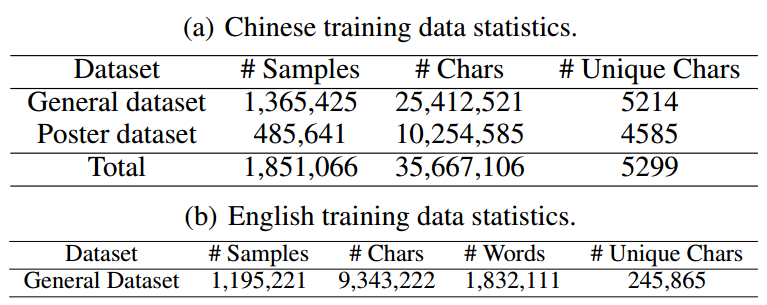 (a) Chinese training data statistics.
Dataset # Samples # Chars # Unique Chars
General dataset 1,365,425 25,412,521 5214
Poster dataset 485,641 10,254,585 4585
Total 1,851,066 35,667,106 5299
(b) English training data statistics.
Dataset # Samples # Chars # Words # Unique Chars
General Dataset 1,195,221 9,343,222 1,832,111 245,865